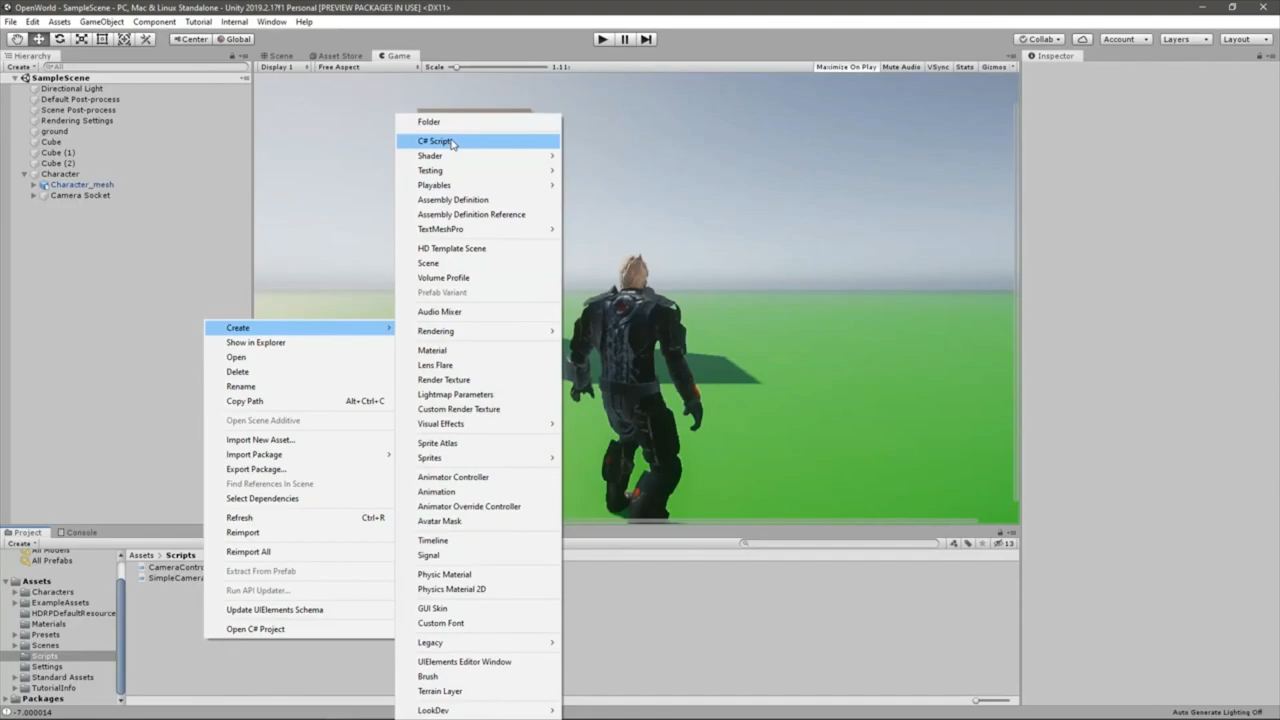 OpenWorld - SampleScene - PC, Mac & Linux Standalone - Unity 2019.2.17f1 Personal [PREVIEW PACKAGES IN USE] <DX11>
File Edit Assets GameObject Component Tutorial Internal Window Help
Center Global Collab Account Layers Layout
Hierarchy
Scene Asset Store Game
Inspector
Create All
Display 1 Free Aspect Scale 1.11x Maximize On Play Mute Audio VSync Stats Gizmos
SampleScene
Directional Light
Default Post-process
Scene Post-process
Rendering Settings
ground
Cube
Cube (1)
Cube (2)
Character
Character_mesh
Camera Socket
Create
Show in Explorer
Open
Delete
Rename
Copy Path Alt+Ctrl+C
Open Scene Additive
Import New Asset...
Import Package
Export Package...
Find References In Scene
Select Dependencies
Refresh Ctrl+R
Reimport
Reimport All
Extract From Prefab
Run API Updater...
Update UIElements Schema
Open C# Project
Folder
C# Script
Shader
Testing
Playables
Assembly Definition
Assembly Definition Reference
TextMeshPro
HD Template Scene
Scene
Volume Profile
Prefab Variant
Audio Mixer
Rendering
Material
Lens Flare
Render Texture
Lightmap Parameters
Custom Render Texture
Visual Effects
Sprite Atlas
Sprites
Animator Controller
Animation
Animator Override Controller
Avatar Mask
Timeline
Signal
Physic Material
Physics Material 2D
GUI Skin
Custom Font
Legacy
UIElements Editor Window
Brush
Terrain Layer
LookDev
Project Console
Create
13
All Models
All Prefabs
Assets
Characters
ExampleAssets
HDRPDefaultResource
Materials
Presets
Scenes
Scripts
Settings
Standard Assets
TutorialInfo
Packages
Assets > Scripts
CameraContro
SimpleCamera
-7.000014
Auto Generate Lighting Off